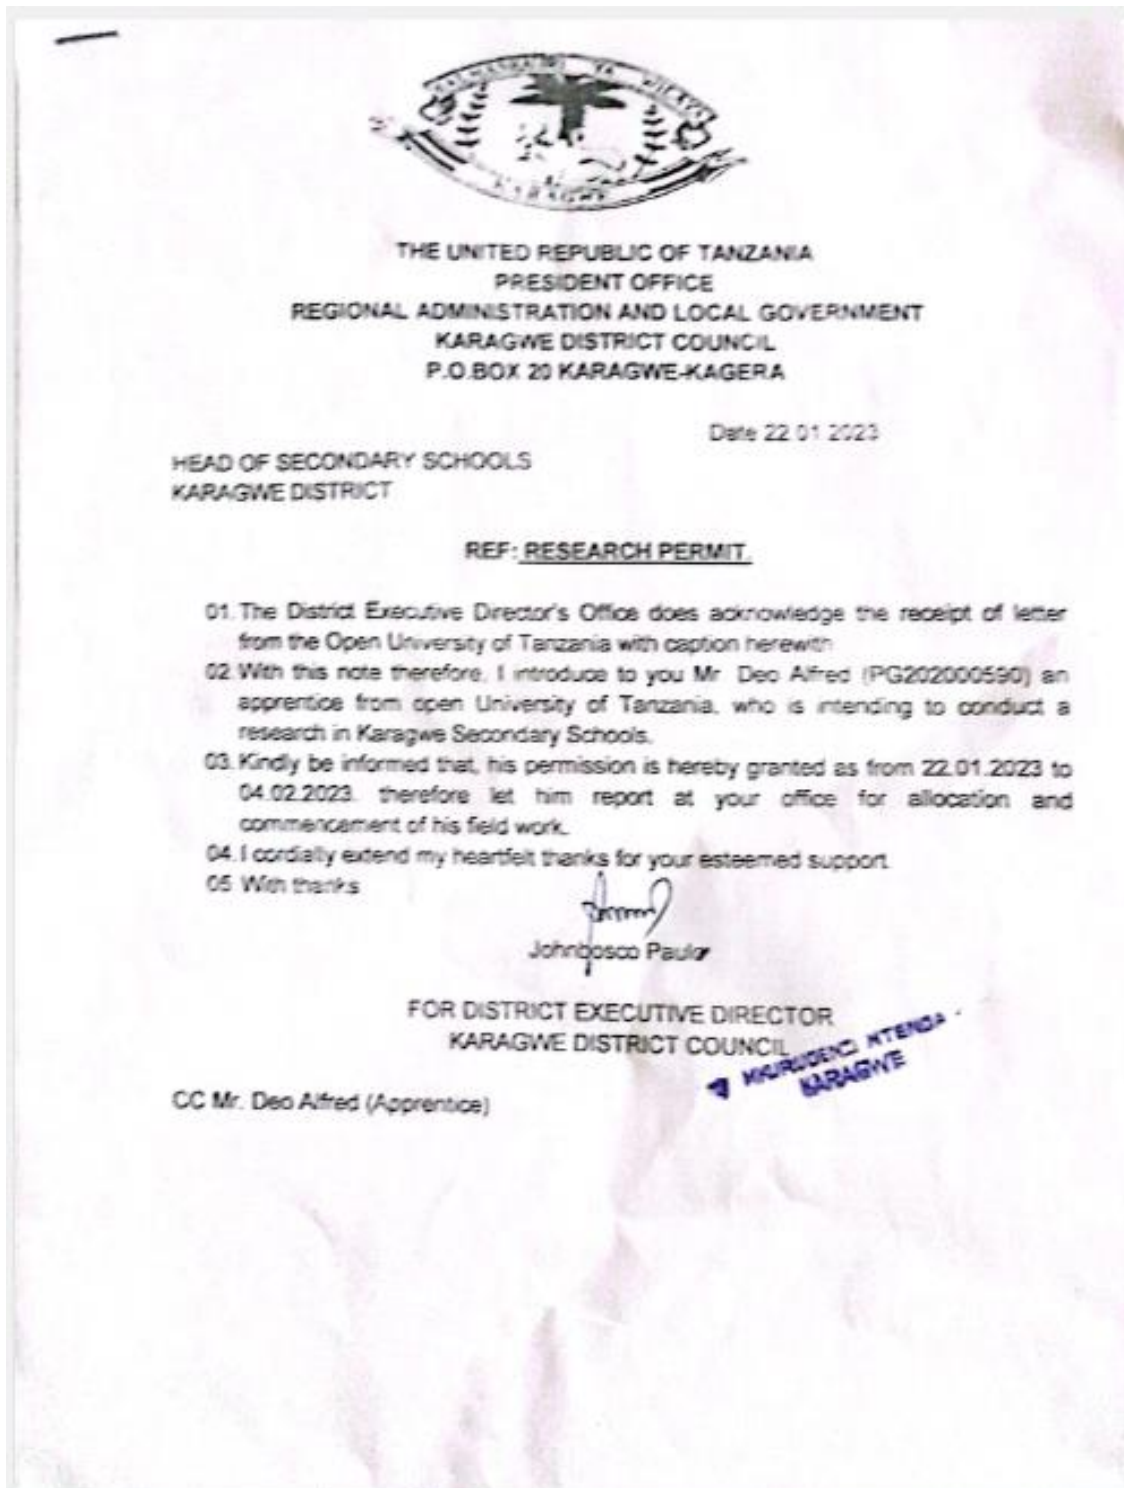 HALMASHAURI YA WILAYA
KARAGWE
THE UNITED REPUBLIC OF TANZANIA
PRESIDENT OFFICE
REGIONAL ADMINISTRATION AND LOCAL GOVERNMENT
KARAGWE DISTRICT COUNCIL
P.O.BOX 20 KARAGWE-KAGERA
Date 22 01 2023
HEAD OF SECONDARY SCHOOLS
KARAGWE DISTRICT
REF: RESEARCH PERMIT.
01. The District Executive Director's Office does acknowledge the receipt of letter
from the Open University of Tanzania with caption herewith
02. With this note therefore, I introduce to you Mr Deo Alfred (PG202000590) an
apprentice from open University of Tanzania, who is intending to conduct a
research in Karagwe Secondary Schools.
03. Kindly be informed that, his permission is hereby granted as from 22.01.2023 to
04.02.2023. therefore let him report at your office for allocation and
commencement of his field work.
04. I cordially extend my heartfelt thanks for your esteemed support
05 With thanks
Johnbosco Paulo
FOR DISTRICT EXECUTIVE DIRECTOR
KARAGWE DISTRICT COUNCIL
MKURUGENZI MTENDA
KARAGWE
CC Mr. Deo Alfred (Apprentice)